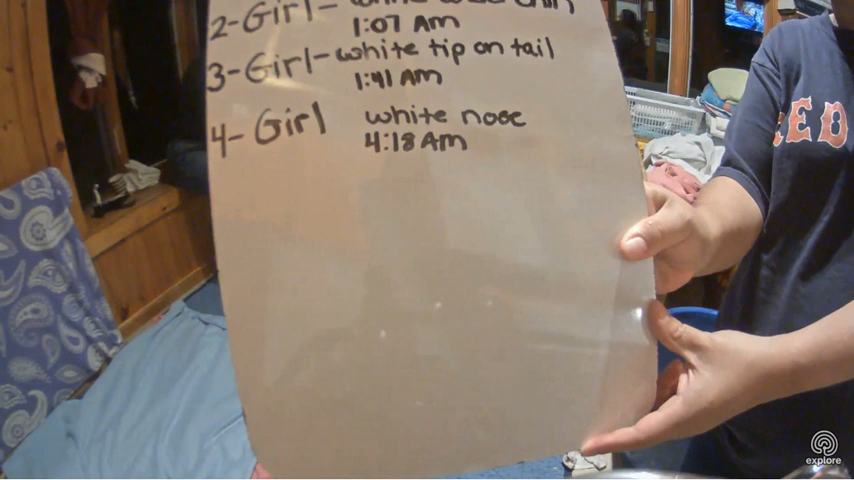 2-Girl-
1:07 Am
3-Girl-white tip on tail
1:41 AM
4-Girl white nose
4:18 AM
RED
explore